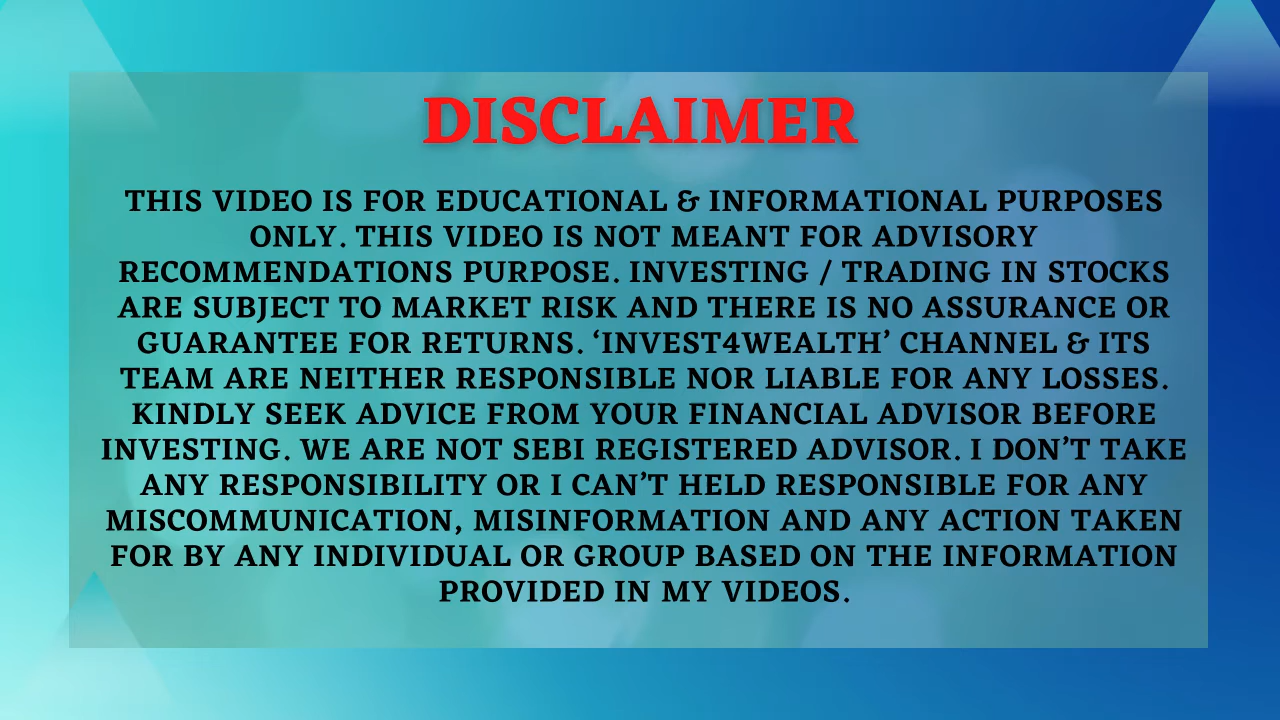 DISCLAIMER
THIS VIDEO IS FOR EDUCATIONAL & INFORMATIONAL PURPOSES
ONLY. THIS VIDEO IS NOT MEANT FOR ADVISORY
RECOMMENDATIONS PURPOSE. INVESTING / TRADING IN STOCKS
ARE SUBJECT TO MARKET RISK AND THERE IS NO ASSURANCE OR
GUARANTEE FOR RETURNS. ‘INVEST4WEALTH’ CHANNEL & ITS
TEAM ARE NEITHER RESPONSIBLE NOR LIABLE FOR ANY LOSSES.
KINDLY SEEK ADVICE FROM YOUR FINANCIAL ADVISOR BEFORE
INVESTING. WE ARE NOT SEBI REGISTERED ADVISOR. I DON’T TAKE
ANY RESPONSIBILITY OR I CAN’T HELD RESPONSIBLE FOR ANY
MISCOMMUNICATION, MISINFORMATION AND ANY ACTION TAKEN
FOR BY ANY INDIVIDUAL OR GROUP BASED ON THE INFORMATION
PROVIDED IN MY VIDEOS.